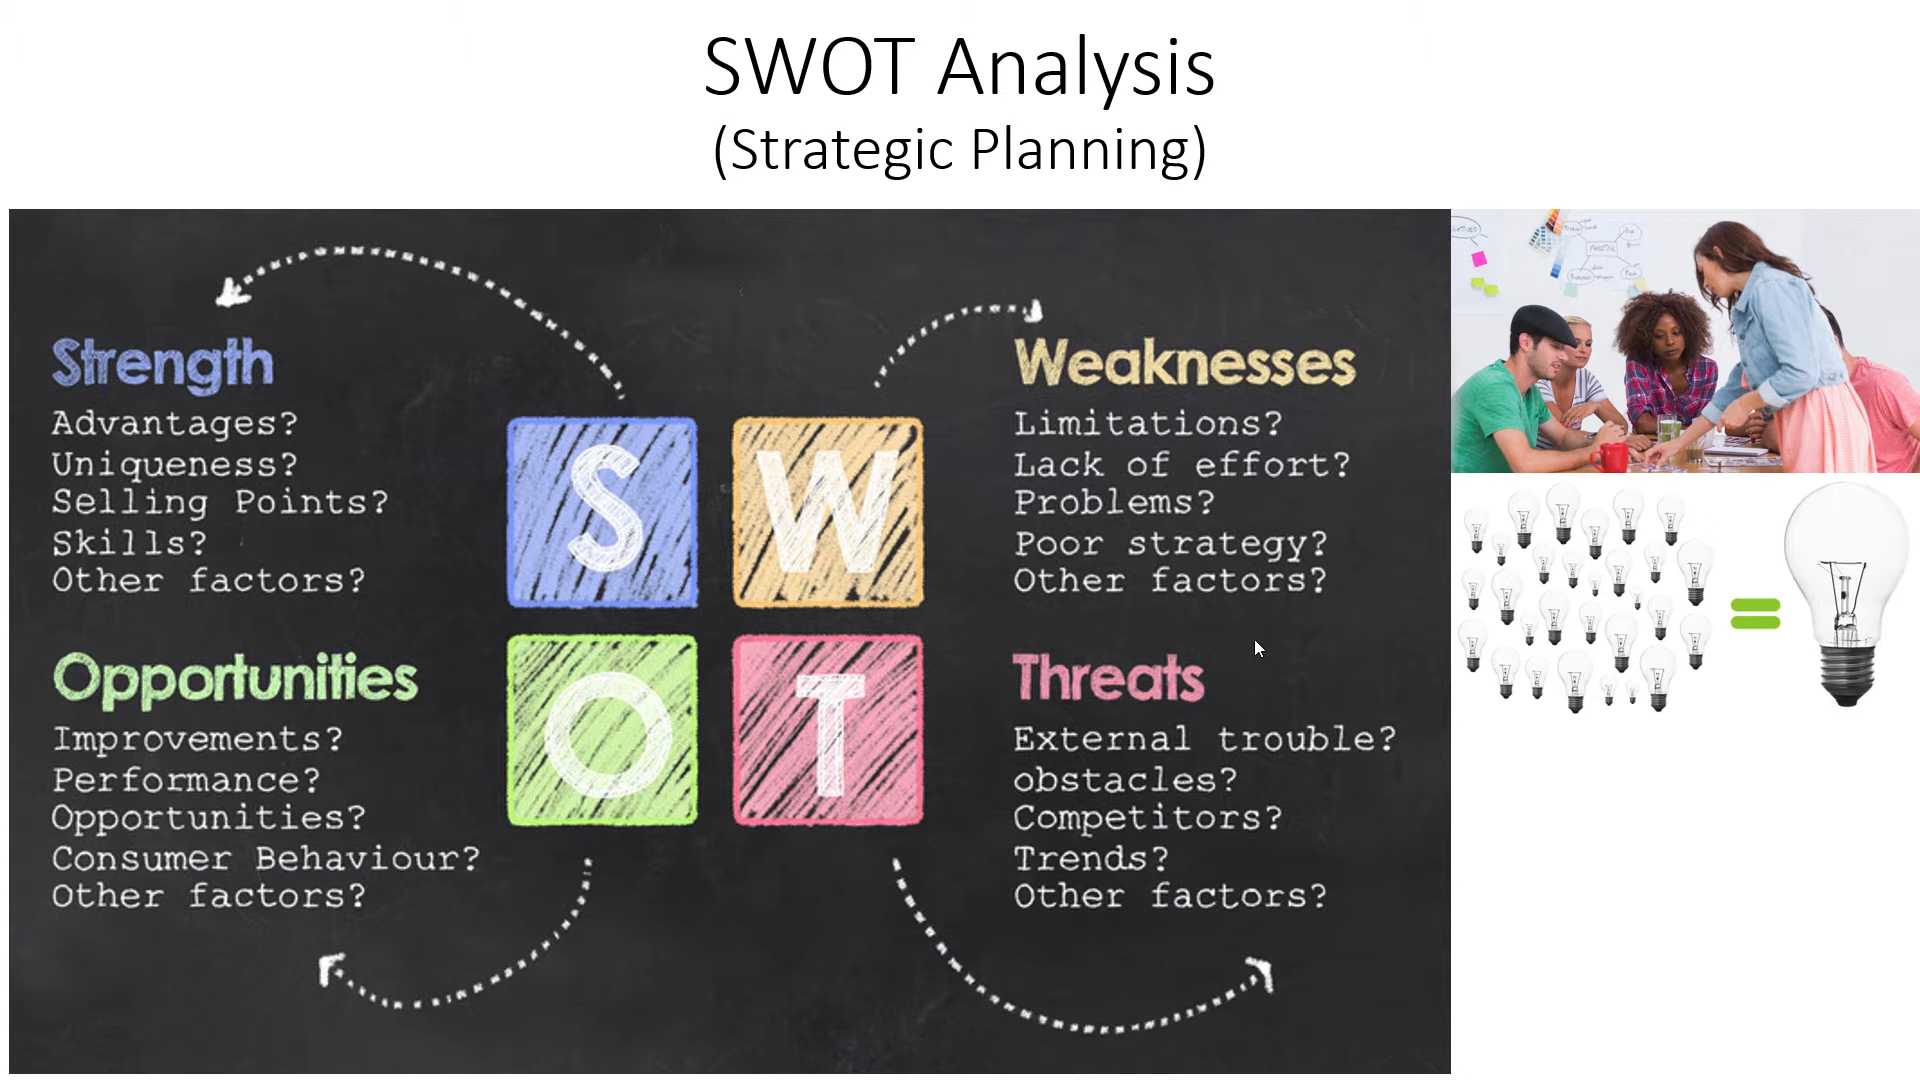 SWOT Analysis
(Strategic Planning)
Strength
Advantages?
Uniqueness?
Selling Points?
Skills?
Other factors?
S
W
Weaknesses
Limitations?
Lack of effort?
Problems?
Poor strategy?
Other factors?
Opportunities
Improvements?
Performance?
Opportunities?
Consumer Behaviour?
Other factors?
O
T
Threats
External trouble?
obstacles?
Competitors?
Trends?
Other factors?
MARKETING